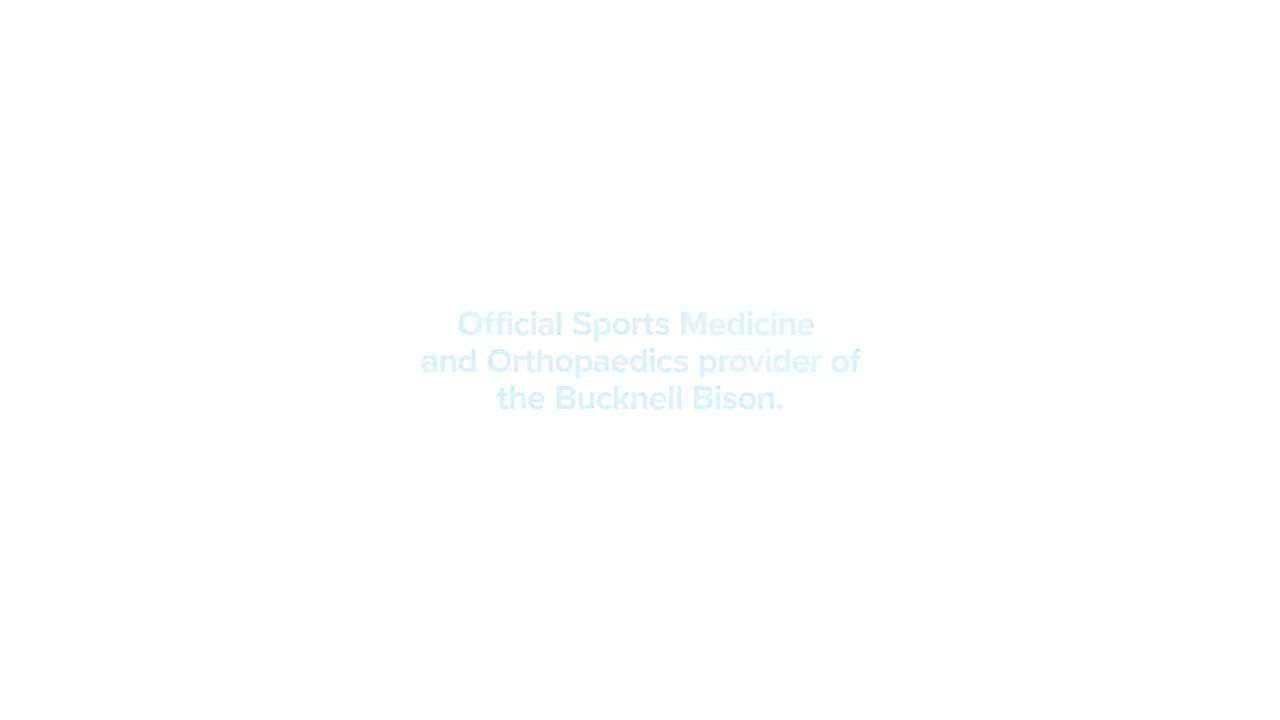 Official Sports Medicine
and Orthopaedics provider of
the Bucknell Bison.